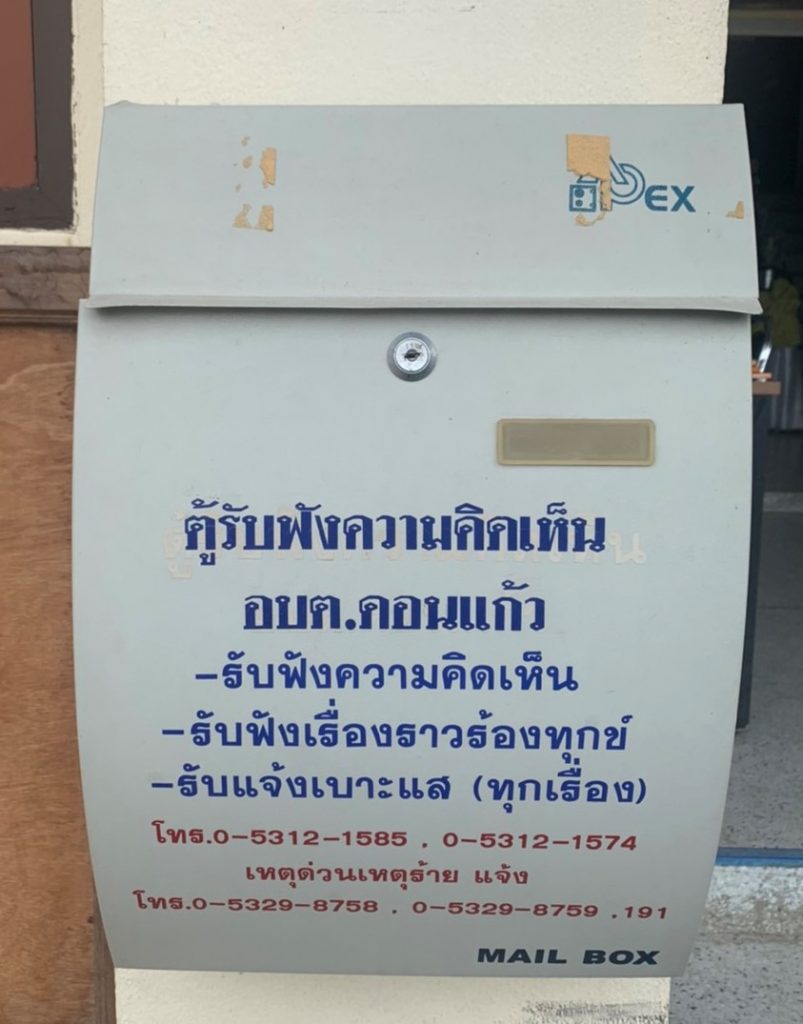 EX
ตู้รับฟังความคิดเห็น
อบต.ดอนแก้ว
-รับฟังความคิดเห็น
-รับฟังเรื่องราวร้องทุกข์
-รับแจ้งเบาะแส (ทุกเรื่อง)
โทร.0-5312-1585 , 0-5312-1574
เหตุด่วนเหตุร้าย แจ้ง
โทร.0-5329-8758 , 0-5329-8759 ,191
MAIL BOX